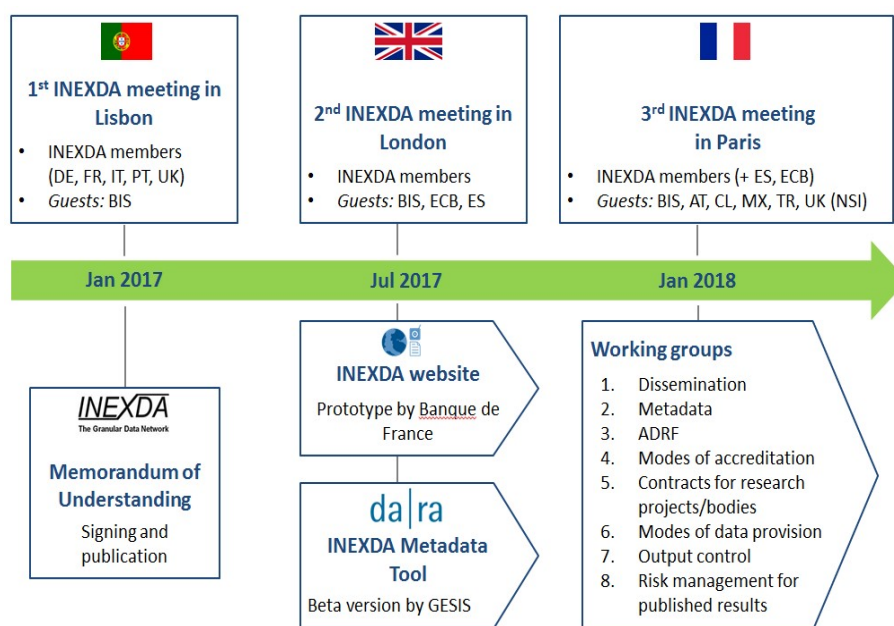 1st INEXDA meeting in
Lisbon
• INEXDA members
(DE, FR, IT, PT, UK)
• Guests: BIS
2nd INEXDA meeting in
London
• INEXDA members
• Guests: BIS, ECB, ES
3rd INEXDA meeting
in Paris
• INEXDA members (+ ES, ECB)
• Guests: BIS, AT, CL, MX, TR, UK (NSI)
Jan 2017
Jul 2017
Jan 2018
INEXDA
The Granular Data Network
Memorandum of
Understanding
Signing and
publication
INEXDA website
Prototype by Banque de
France
da|ra
INEXDA Metadata
Tool
Beta version by GESIS
Working groups
1. Dissemination
2. Metadata
3. ADRF
4. Modes of accreditation
5. Contracts for research
projects/bodies
6. Modes of data provision
7. Output control
8. Risk management for
published results